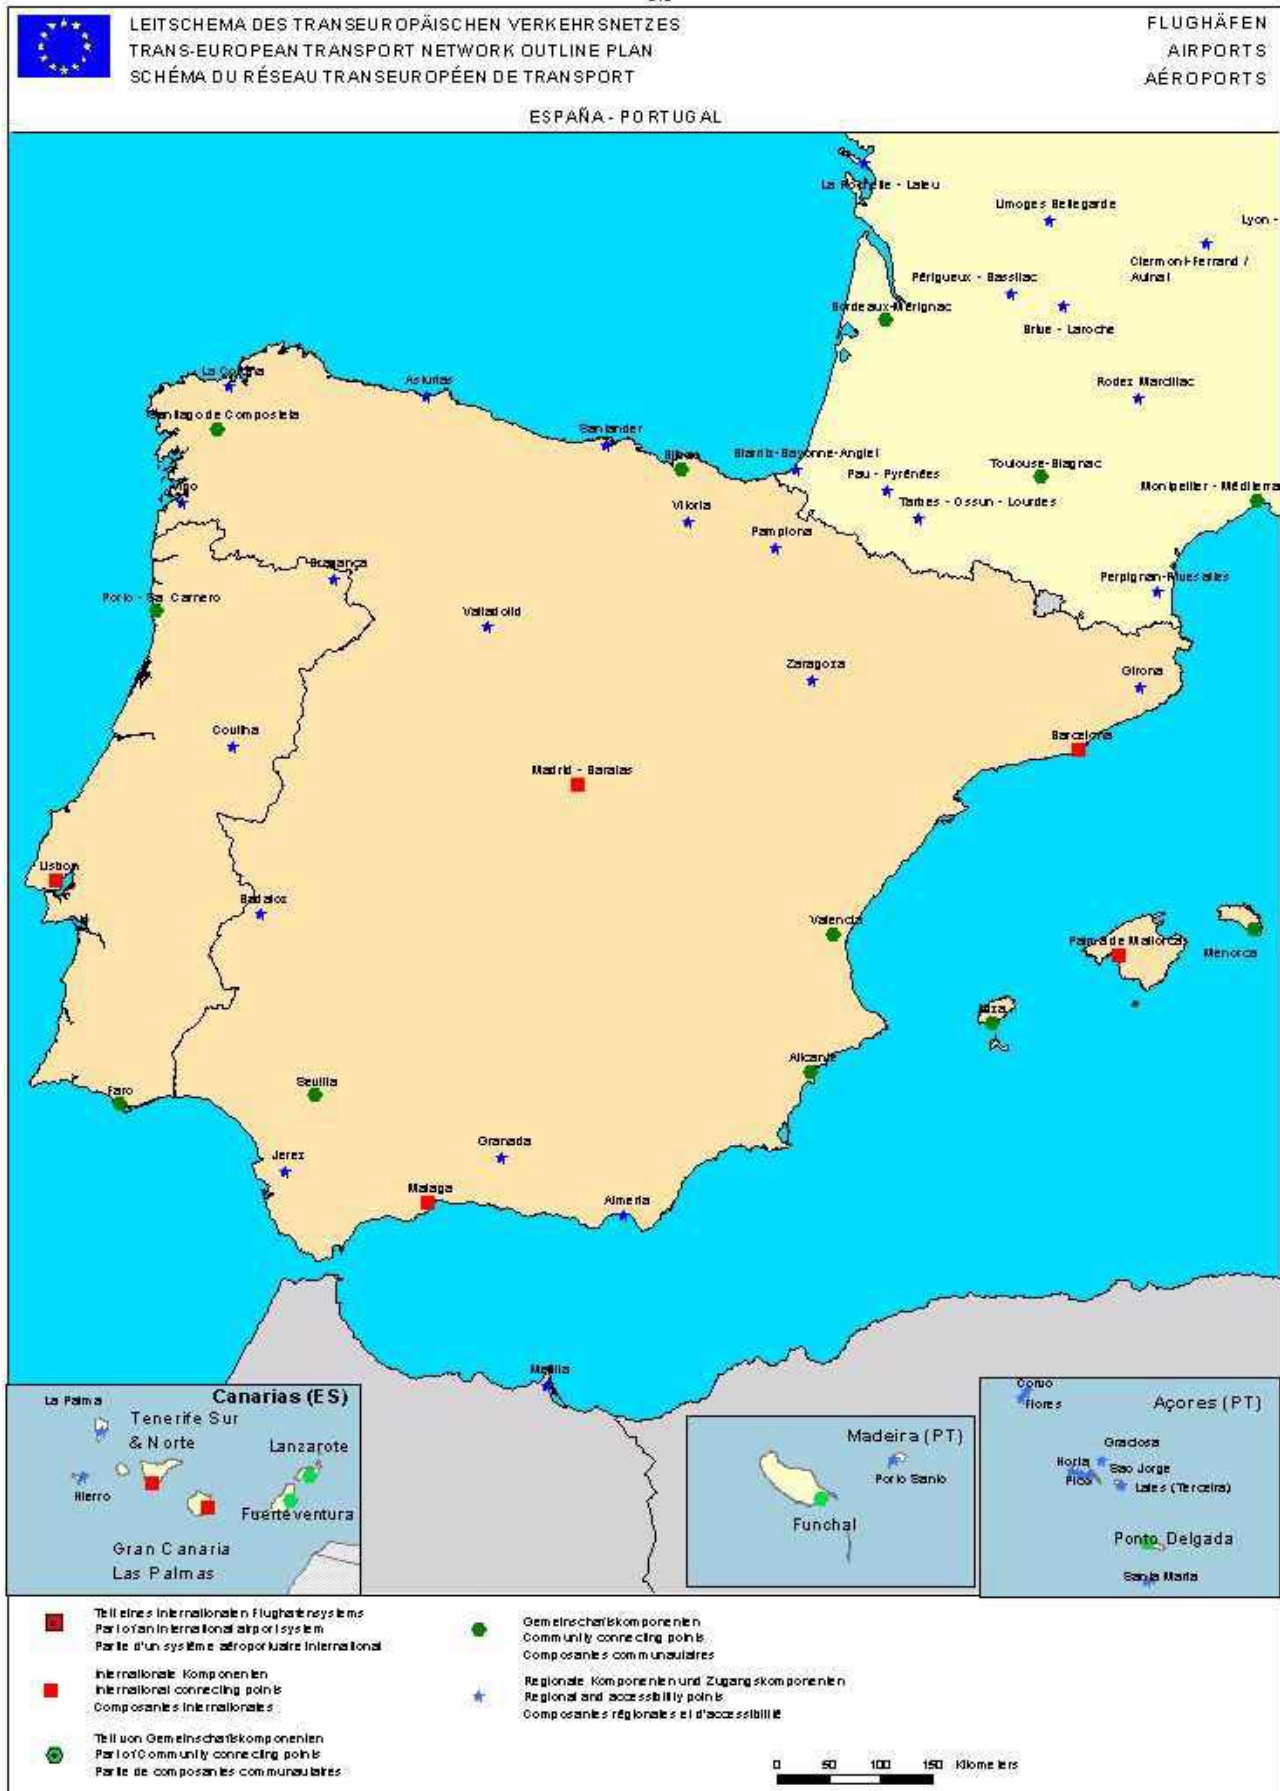 LEITSCHEMA DES TRANSEUROPÄISCHEN VERKEHRSNETZES
TRANS-EUROPEAN TRANSPORT NETWORK OUTLINE PLAN
SCHÉMA DU RÉSEAU TRANSEUROPÉEN DE TRANSPORT
FLUGHÄFEN
AIRPORTS
AÉROPORTS
ESPAÑA - PORTUGAL
La Rochelle - Laleu
Limoges Bellegarde
Lyon -
Clermont-Ferrand /
Aulnat
Périgueux - Bassillac
Bordeaux-Mérignac
Brive - Laroche
La Coruña
Asturias
Rodez Marcillac
Santiago de Compostela
Santander
Bilbao
Biarritz-Bayonne-Anglet
Pau - Pyrénées
Toulouse-Blagnac
Montpellier - Méditerra
Vigo
Vitoria
Tarbes - Ossun - Lourdes
Pamplona
Bragança
Perpignan-Rivesaltes
Porto - Sa Carnero
Valladolid
Zaragoza
Girona
Covilha
Barcelona
Madrid - Barajas
Lisbon
Badajoz
Valencia
Palma de Mallorca
Menorca
Ibiza
Alicante
Faro
Sevilla
Granada
Jerez
Malaga
Almeria
Melilla
Canarias (ES)
La Palma
Tenerife Sur
& Norte
Lanzarote
Hierro
Fuerteventura
Gran Canaria
Las Palmas
Madeira (PT)
Porto Santo
Funchal
Corvo
Flores
Açores (PT)
Graciosa
Horta
Sao Jorge
Pico
Lajes (Terceira)
Ponto Delgada
Santa Maria
Teil eines internationalen Flughafensystems
Part of an international airport system
Partie d'un système aéroportuaire international
Internationale Komponenten
International connecting points
Composantes internationales
Teil von Gemeinschaftskomponenten
Part of Community connecting points
Partie de composantes communautaires
Gemeinschaftskomponenten
Community connecting points
Composantes communautaires
Regionale Komponenten und Zugangskomponenten
Regional and accessibility points
Composantes régionales et d'accessibilité
0 50 100 150 Kilometers